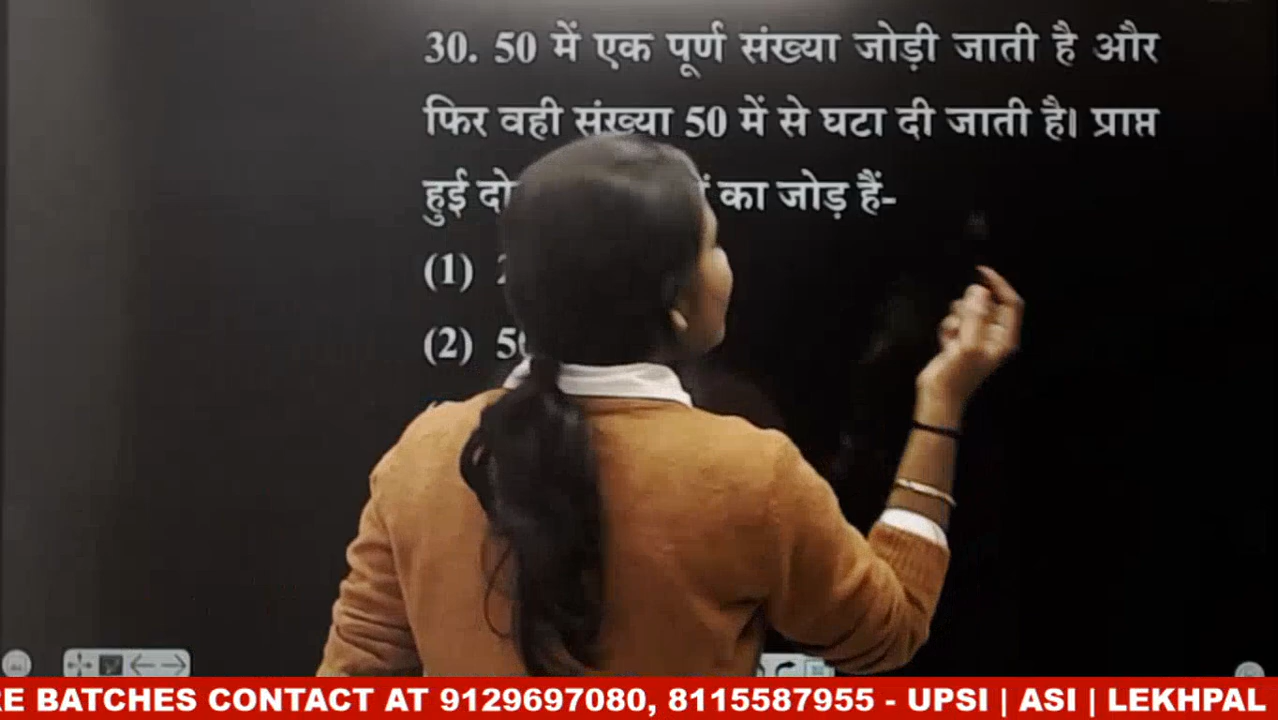 30. 50 में एक पूर्ण संख्या जोड़ी जाती है और
फिर वही संख्या 50 में से घटा दी जाती है। प्राप्त
हुई का जोड़ हैं-
(1)
(2)
BATCHES CONTACT AT 9129697080, 8115587955 - UPSI | ASI | LEKHPAL